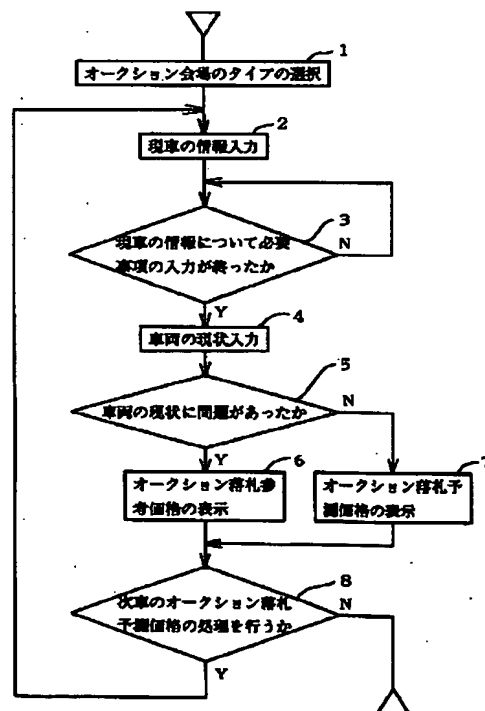 1
オークション会場のタイプの選択
2
現車の情報入力
3
現車の情報について必要
事項の入力が終ったか
N
Y
4
車両の現状入力
5
車両の現状に問題があったか
N
Y
6
オークション落札参
考価格の表示
7
オークション落札予
測価格の表示
8
次車のオークション落札
予測価格の処理を行うか
N
Y